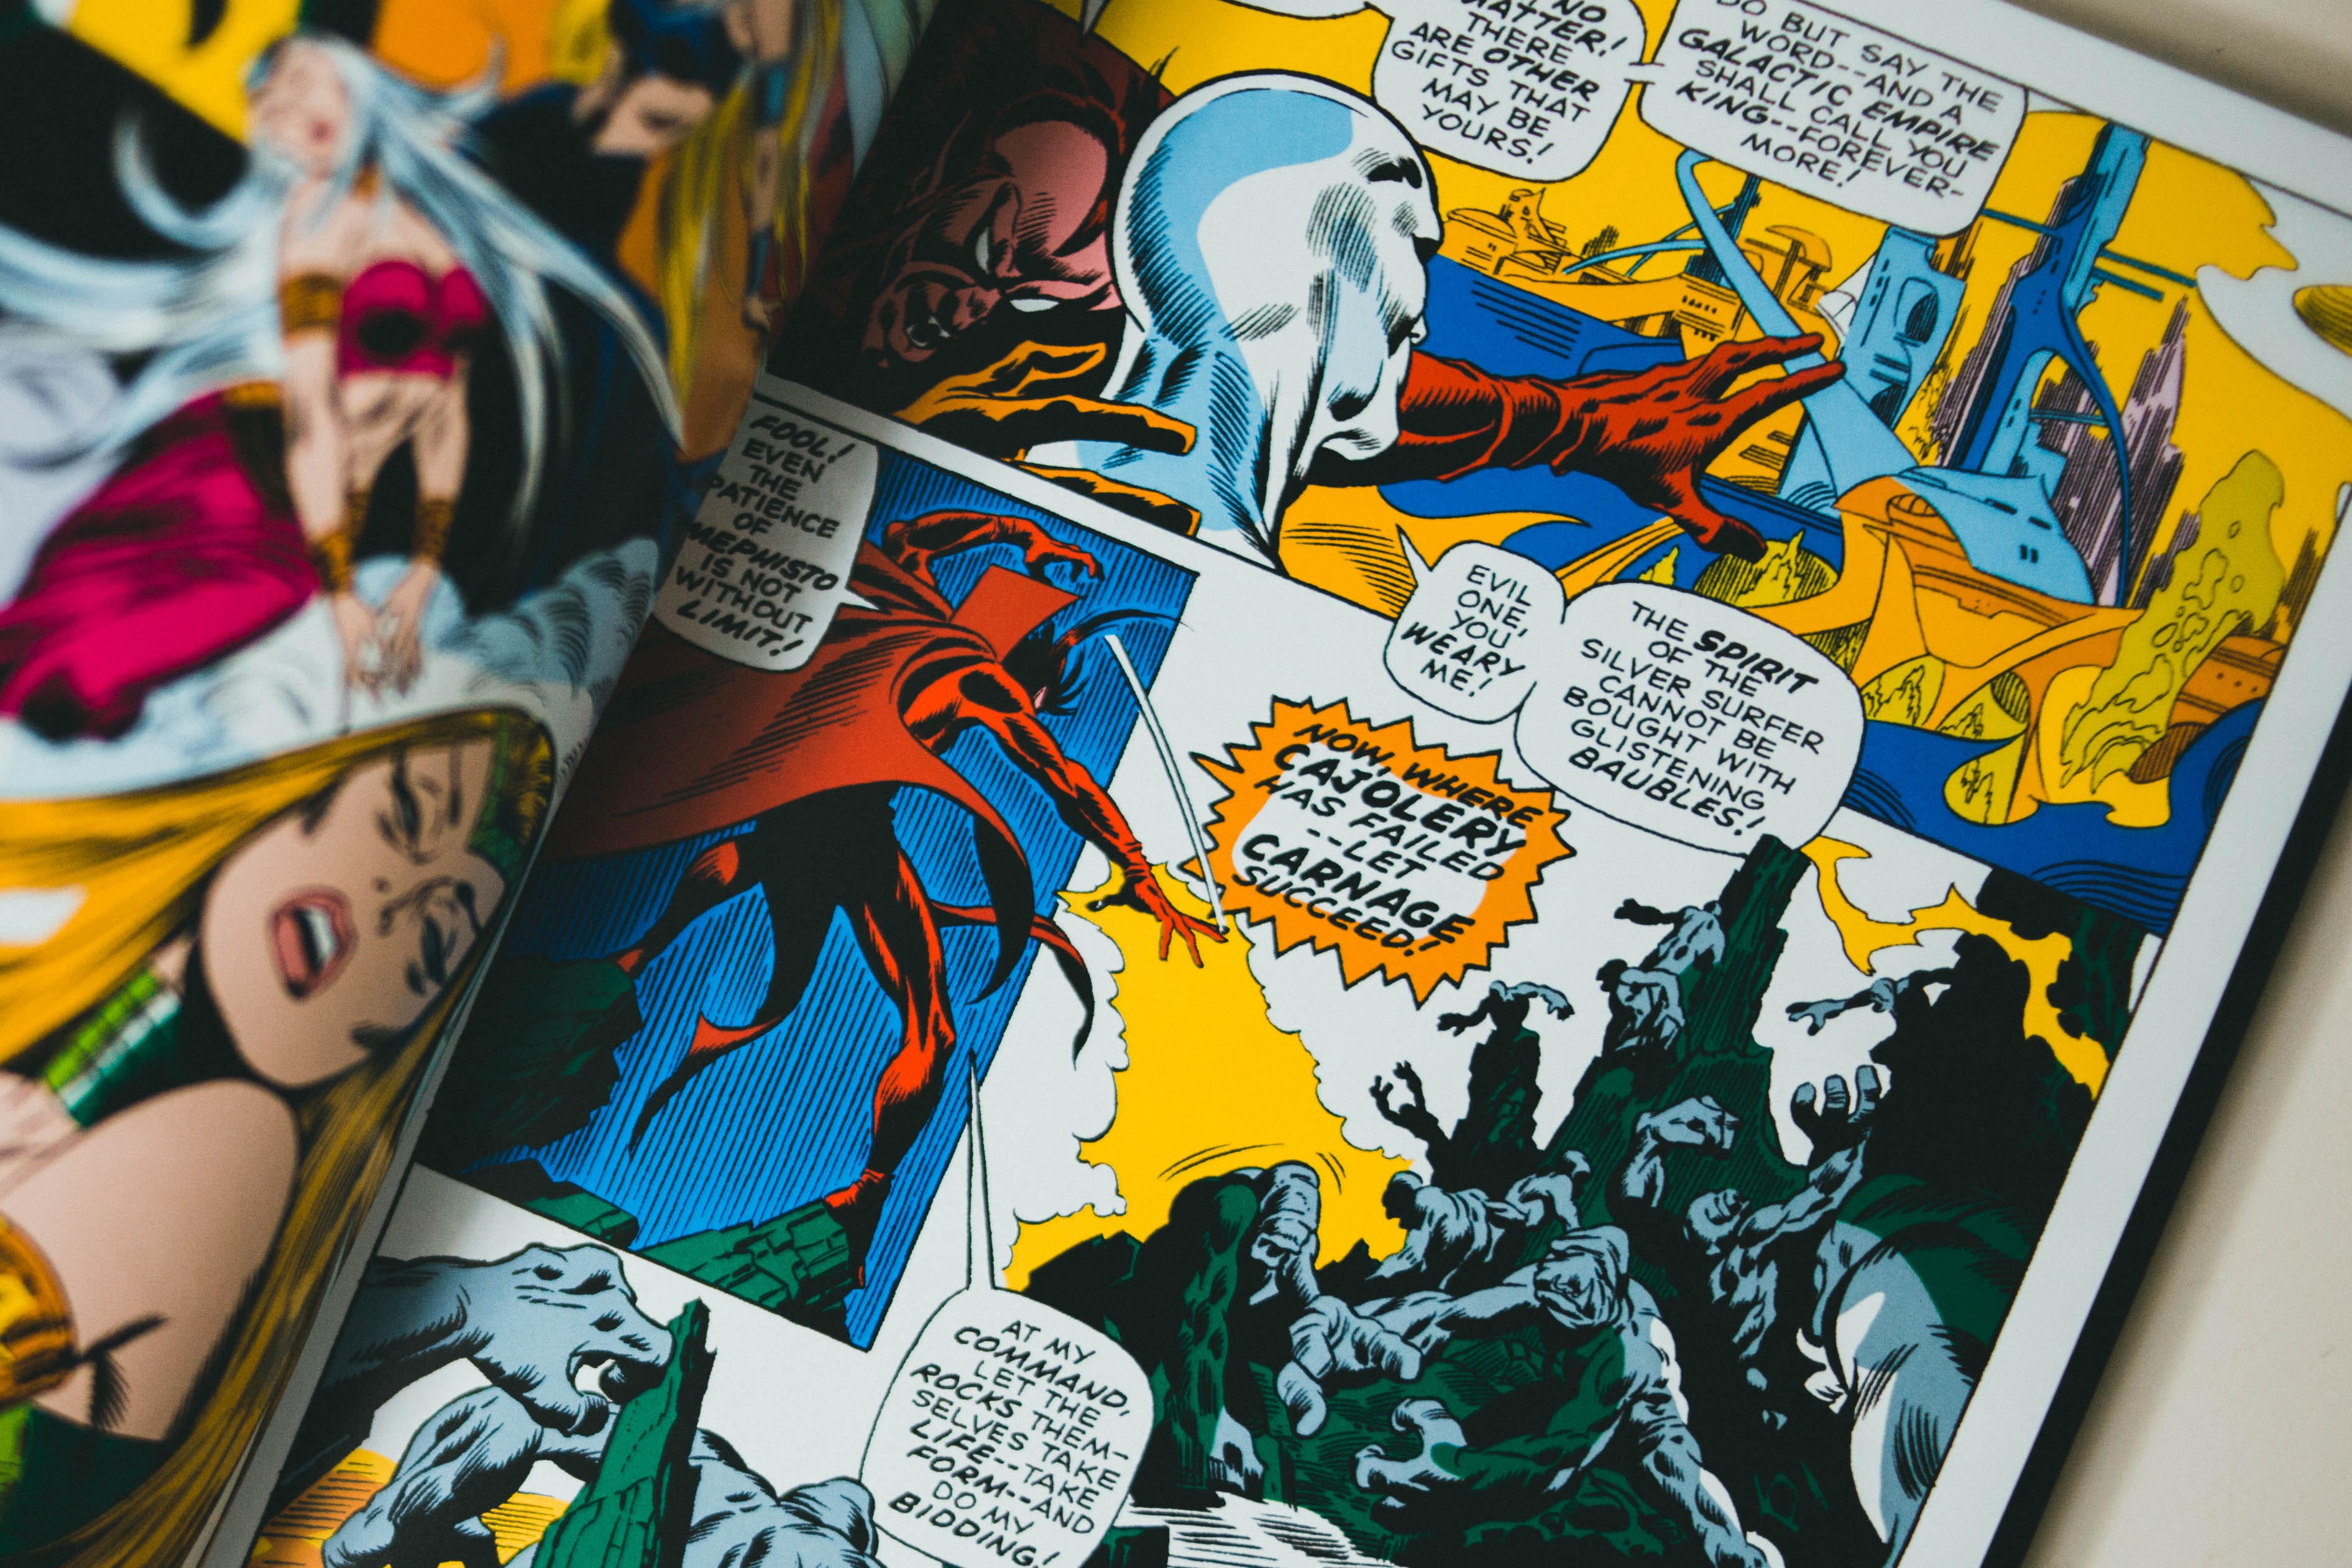 NO
MATTER!
THERE
ARE OTHER
GIFTS THAT
MAY BE
YOURS!
DO BUT SAY THE
WORD--AND A
GALACTIC EMPIRE
SHALL CALL YOU
KING--FOREVER-
MORE!
EVIL
ONE,
YOU
WEARY
ME!
THE SPIRIT
OF THE
SILVER SURFER
CANNOT BE
BOUGHT WITH
GLISTENING
BAUBLES!
FOOL!
EVEN
THE
PATIENCE
OF
MEPHISTO
IS NOT
WITHOUT
LIMIT!
NOW, WHERE
CAJOLERY
HAS FAILED
--LET
CARNAGE
SUCCEED!
AT MY
COMMAND,
LET THE
ROCKS THEM-
SELVES TAKE
LIFE--TAKE
FORM--AND
DO MY
BIDDING!